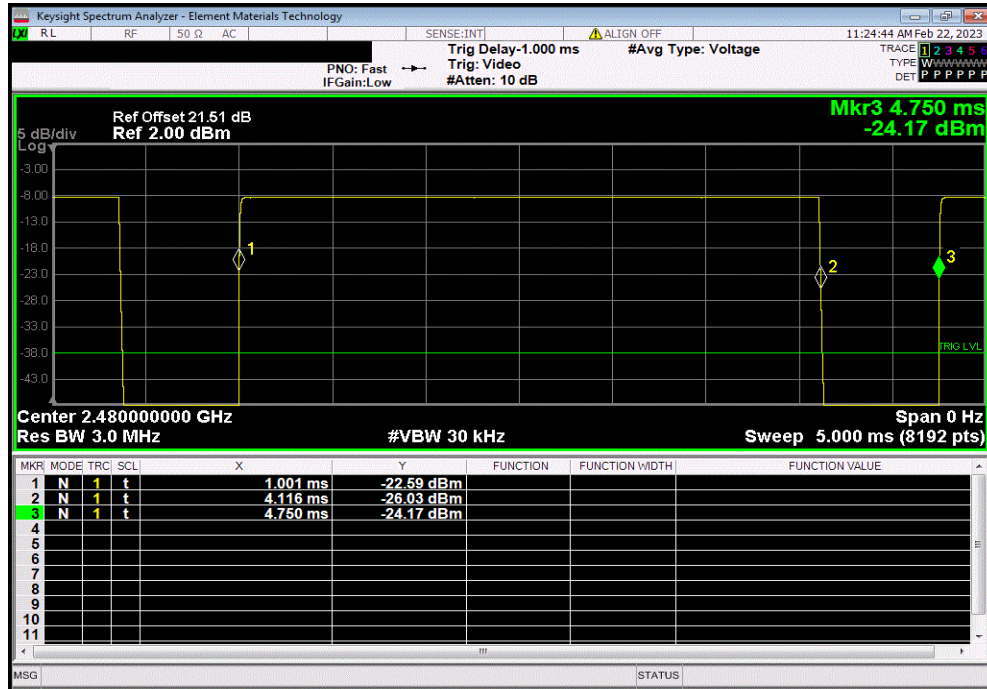 Keysight Spectrum Analyzer - Element Materials Technology
LXI RL RF 50 Ω AC SENSE:INT ALIGN OFF 11:24:44 AM Feb 22, 2023
PNO: Fast
IFGain:Low
Trig Delay-1.000 ms
Trig: Video
#Atten: 10 dB
#Avg Type: Voltage
TRACE 1 2 3 4 5 6
TYPE WWWWWW
DET P P P P P P
Mkr3 4.750 ms
-24.17 dBm
5 dB/div
Log
Ref Offset 21.51 dB
Ref 2.00 dBm
-3.00
-8.00
-13.0
-18.0
-23.0
-28.0
-33.0
-38.0
-43.0
1
2
3
TRIG LVL
Center 2.480000000 GHz Span 0 Hz
Res BW 3.0 MHz #VBW 30 kHz Sweep 5.000 ms (8192 pts)
MKR MODE TRC SCL X Y FUNCTION FUNCTION WIDTH FUNCTION VALUE
1 N 1 t 1.001 ms -22.59 dBm
2 N 1 t 4.116 ms -26.03 dBm
3 N 1 t 4.750 ms -24.17 dBm
4
5
6
7
8
9
10
11
MSG STATUS